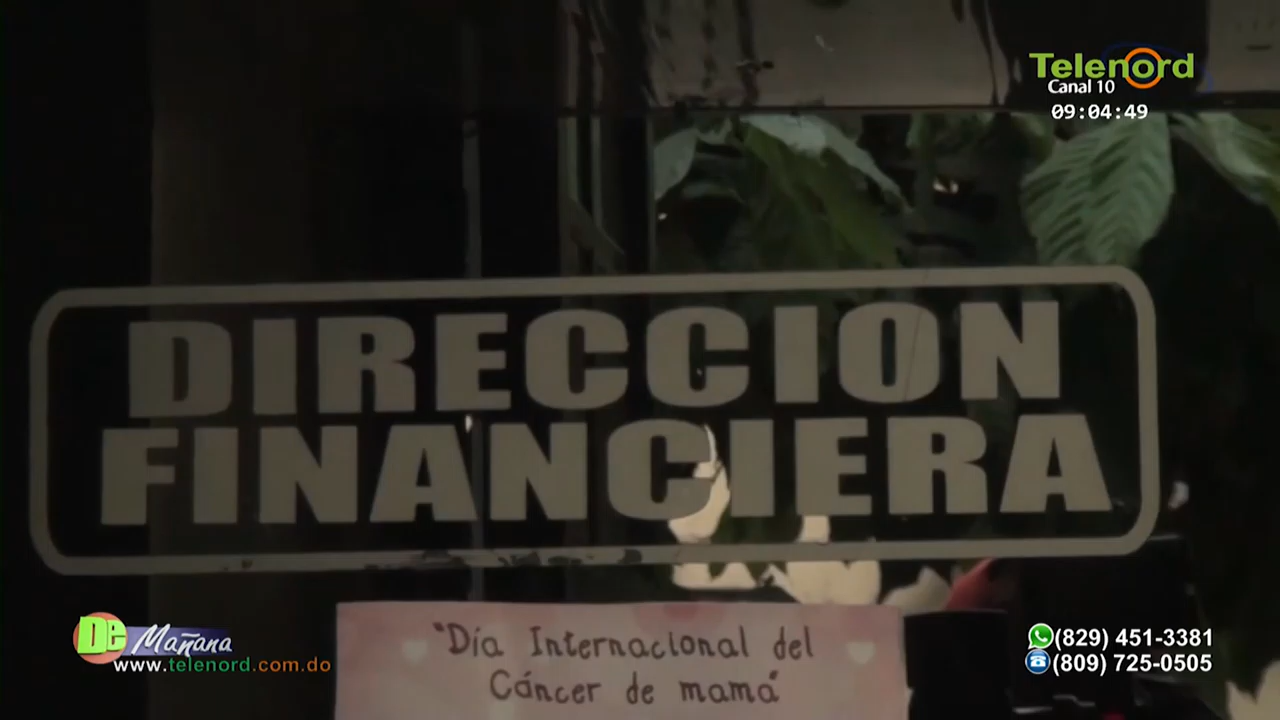 Telenord
Canal 10
09:04:49
DIRECCION
FINANCIERA
"Día Internacional del
Cáncer de mama"
De Mañana
www.telenord.com.do
(829) 451-3381
(809) 725-0505